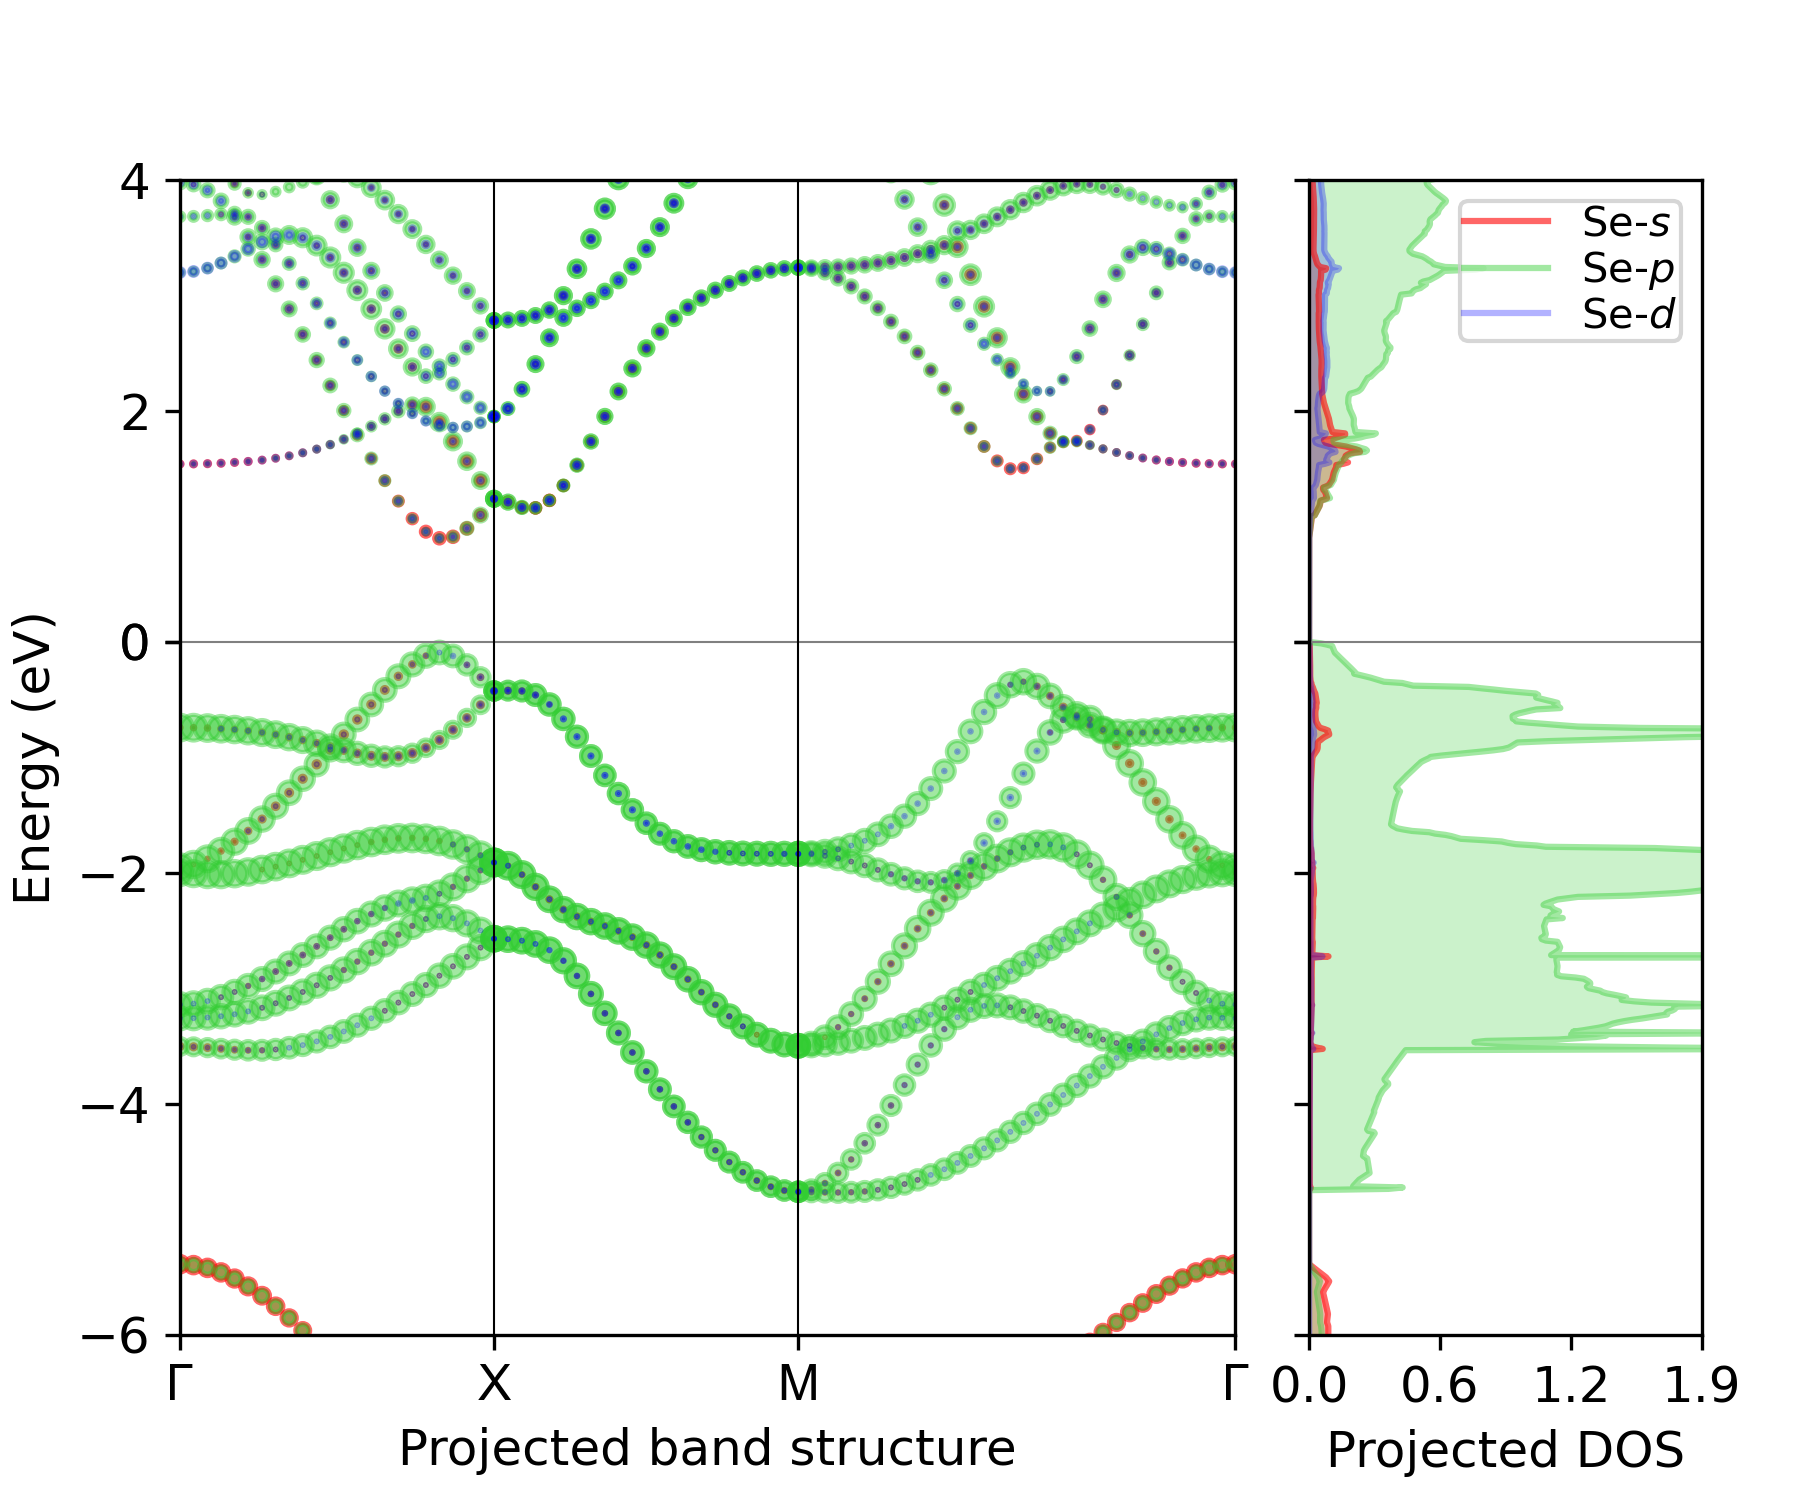 4
2
0
−2
−4
−6
Energy (eV)
Γ
X
M
Γ
Projected band structure
Se-s
Se-p
Se-d
0.0
0.6
1.2
1.9
Projected DOS